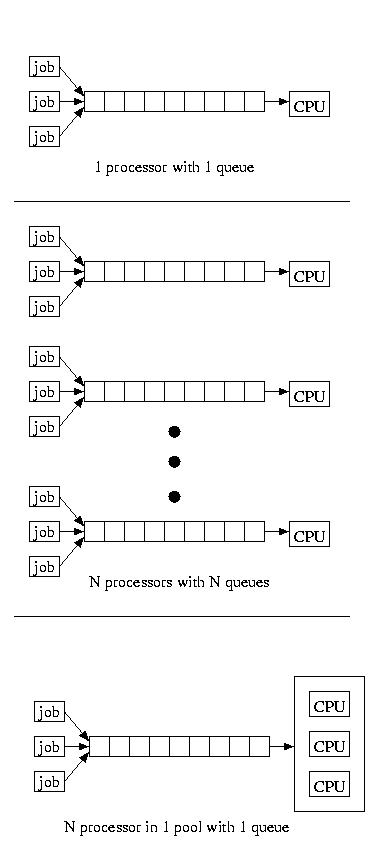 job
job CPU
job
1 processor with 1 queue
job
job CPU
job
job
job CPU
job
job
job CPU
job
N processors with N queues
CPU
job
job CPU
job CPU
N processor in 1 pool with 1 queue